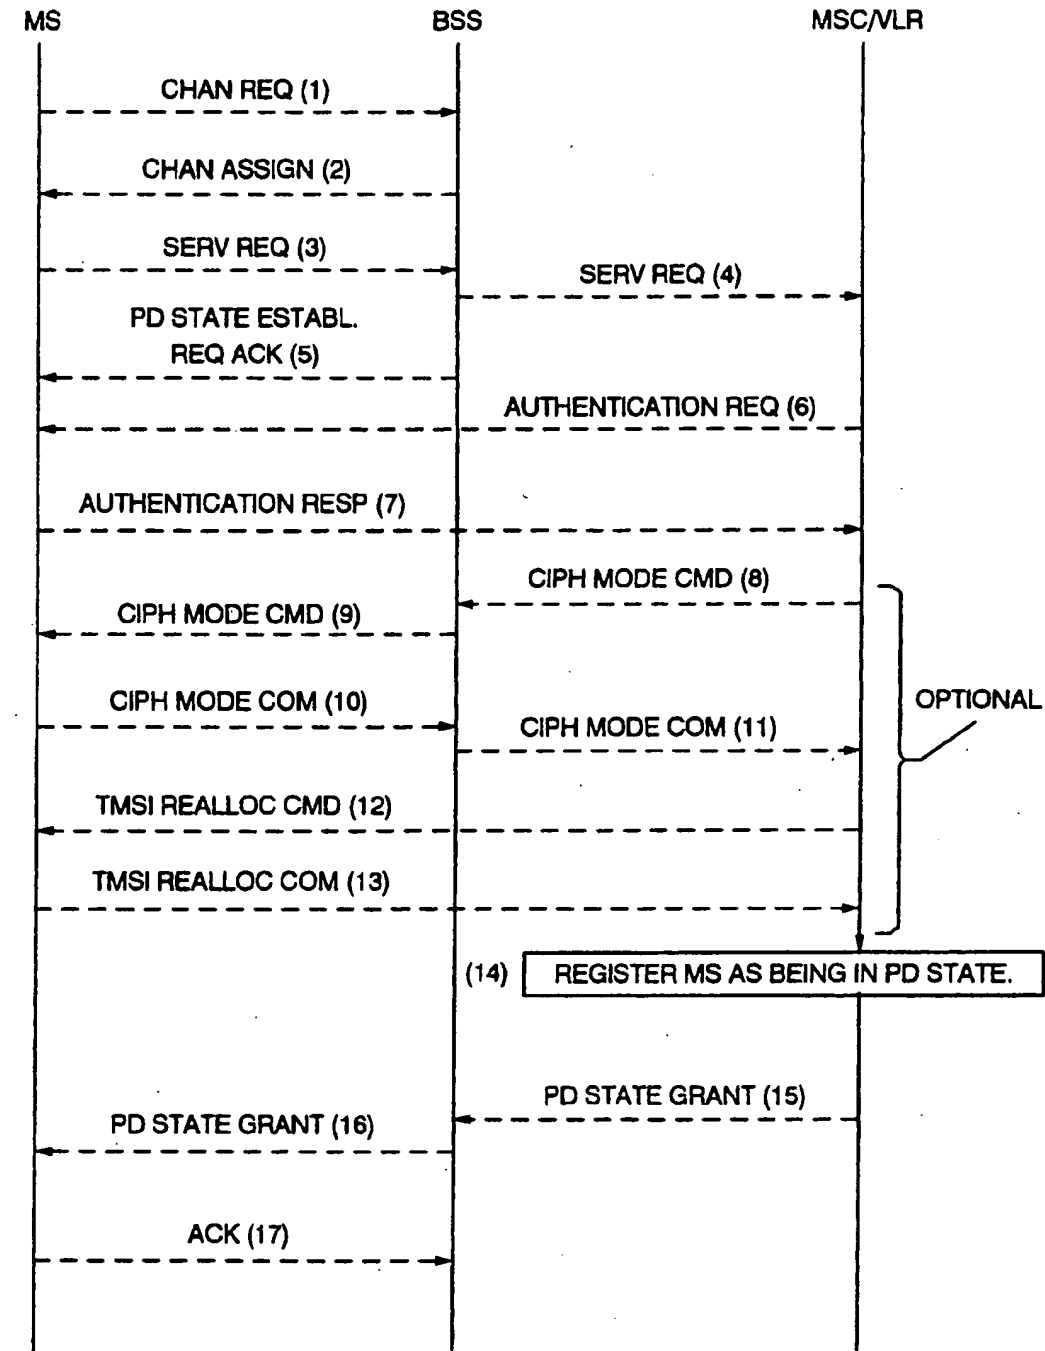 MS BSS MSC/VLR
CHAN REQ (1)
CHAN ASSIGN (2)
SERV REQ (3)
SERV REQ (4)
PD STATE ESTABL.
REQ ACK (5)
AUTHENTICATION REQ (6)
AUTHENTICATION RESP (7)
CIPH MODE CMD (8)
CIPH MODE CMD (9)
CIPH MODE COM (10)
OPTIONAL
CIPH MODE COM (11)
TMSI REALLOC CMD (12)
TMSI REALLOC COM (13)
(14) REGISTER MS AS BEING IN PD STATE.
PD STATE GRANT (15)
PD STATE GRANT (16)
ACK (17)